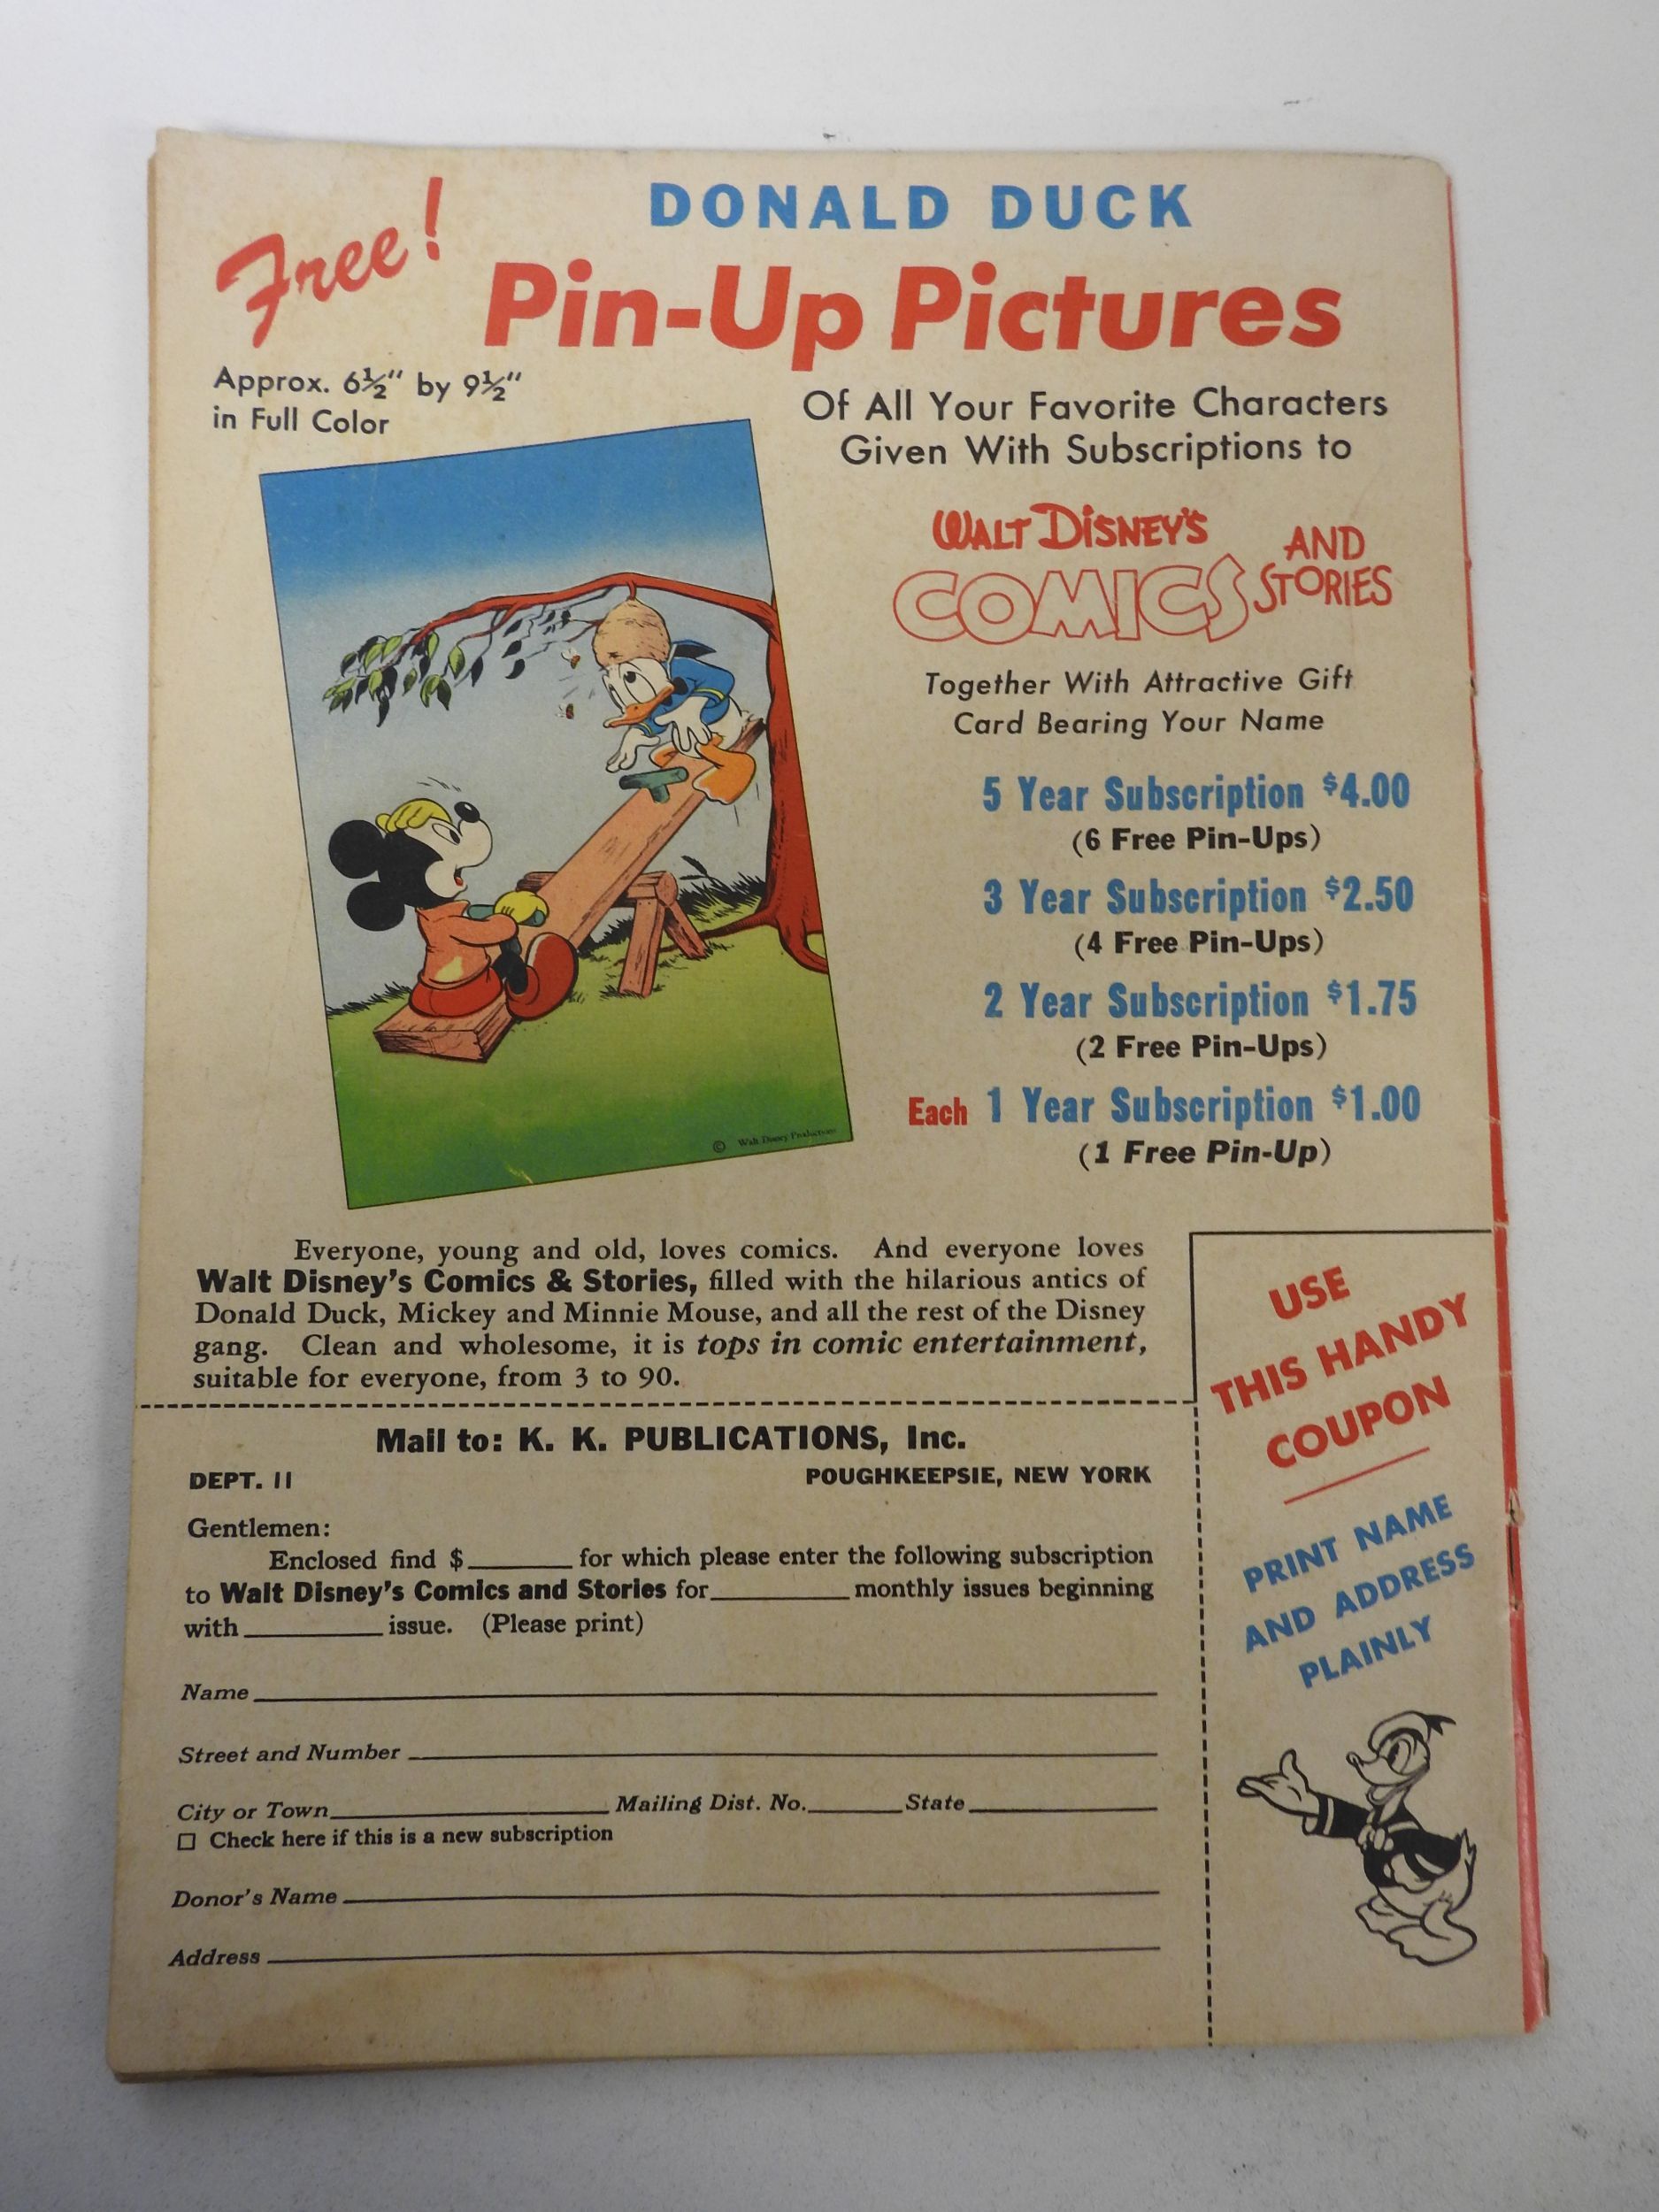 Free!
DONALD DUCK
Pin-Up Pictures
Approx. 6½" by 9½"
in Full Color
Of All Your Favorite Characters
Given With Subscriptions to
WALT DISNEY'S
COMICS AND
STORIES
Together With Attractive Gift
Card Bearing Your Name
5 Year Subscription $4.00
(6 Free Pin-Ups)
3 Year Subscription $2.50
(4 Free Pin-Ups)
2 Year Subscription $1.75
(2 Free Pin-Ups)
Each 1 Year Subscription $1.00
(1 Free Pin-Up)
© Walt Disney Productions
Everyone, young and old, loves comics. And everyone loves
Walt Disney's Comics & Stories, filled with the hilarious antics of
Donald Duck, Mickey and Minnie Mouse, and all the rest of the Disney
gang. Clean and wholesome, it is tops in comic entertainment,
suitable for everyone, from 3 to 90.
USE
THIS HANDY
COUPON
PRINT NAME
AND ADDRESS
PLAINLY
Mail to: K. K. PUBLICATIONS, Inc.
DEPT. 11 POUGHKEEPSIE, NEW YORK
Gentlemen:
Enclosed find $________ for which please enter the following subscription
to Walt Disney's Comics and Stories for__________monthly issues beginning
with__________issue. (Please print)
Name
Street and Number
City or Town____________________Mailing Dist. No.______State____________
☐ Check here if this is a new subscription
Donor's Name
Address